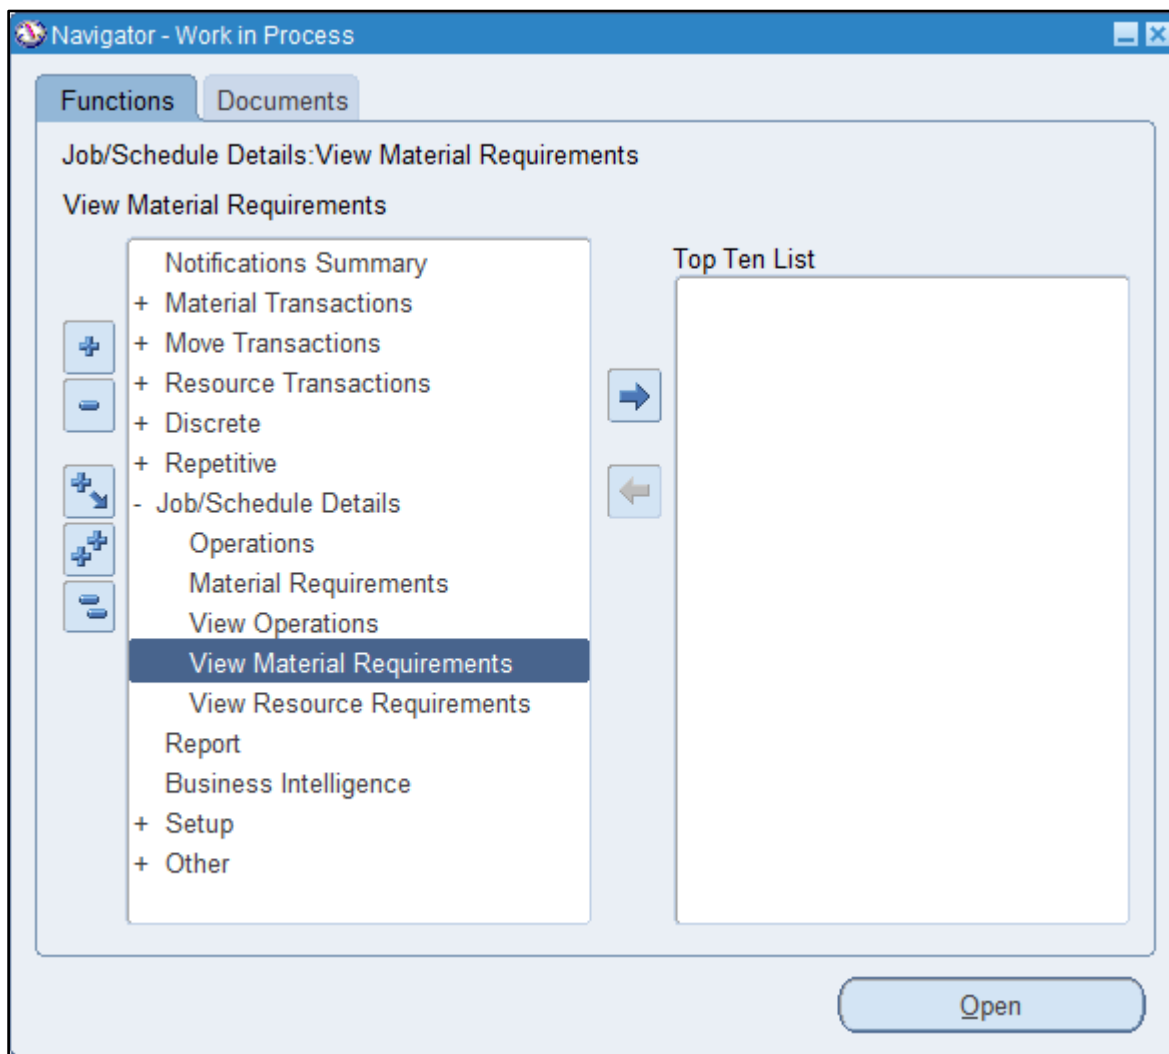 Navigator - Work in Process
Functions Documents
Job/Schedule Details:View Material Requirements
View Material Requirements
Notifications Summary
+ Material Transactions
+ Move Transactions
+ Resource Transactions
+ Discrete
+ Repetitive
- Job/Schedule Details
Operations
Material Requirements
View Operations
View Material Requirements
View Resource Requirements
Report
Business Intelligence
+ Setup
+ Other
Top Ten List
Open